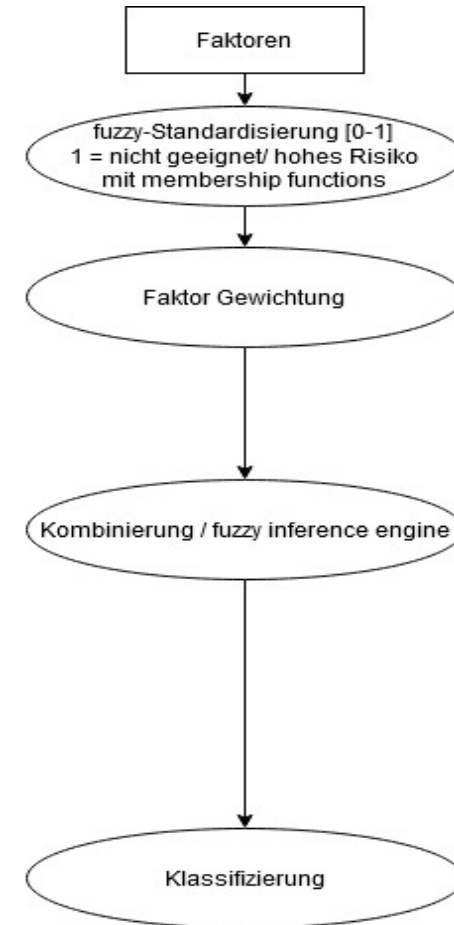 Faktoren
fuzzy-Standardisierung [0-1]
1 = nicht geeignet/ hohes Risiko
mit membership functions
Faktor Gewichtung
Kombinierung / fuzzy inference engine
Klassifizierung